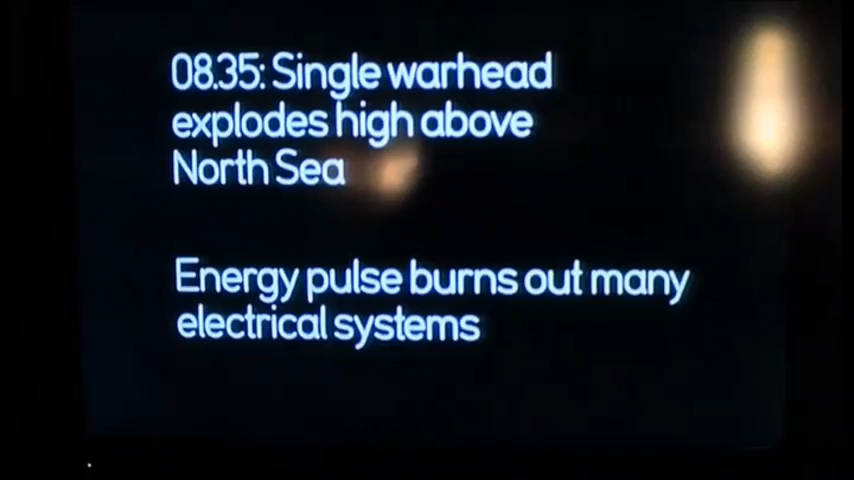 08.35: Single warhead
explodes high above
North Sea
Energy pulse burns out many
electrical systems